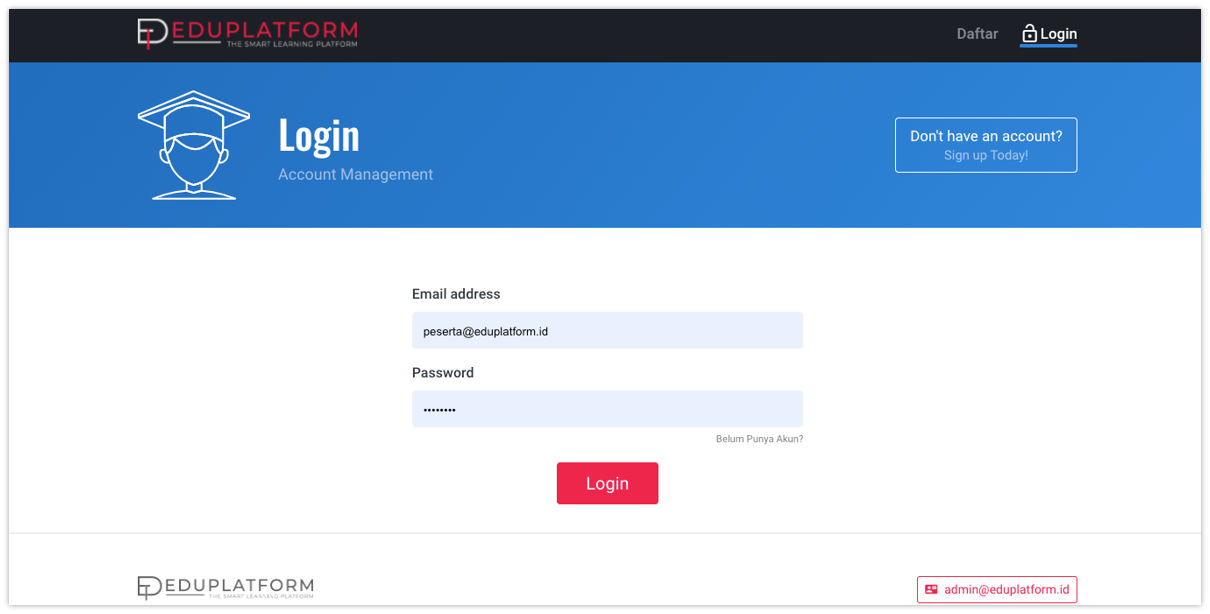 EDUPLATFORM
THE SMART LEARNING PLATFORM
Daftar
Login
Login
Account Management
Don't have an account?
Sign up Today!
Email address
peserta@eduplatform.id
Password
••••••••
Belum Punya Akun?
Login
EDUPLATFORM
THE SMART LEARNING PLATFORM
admin@eduplatform.id